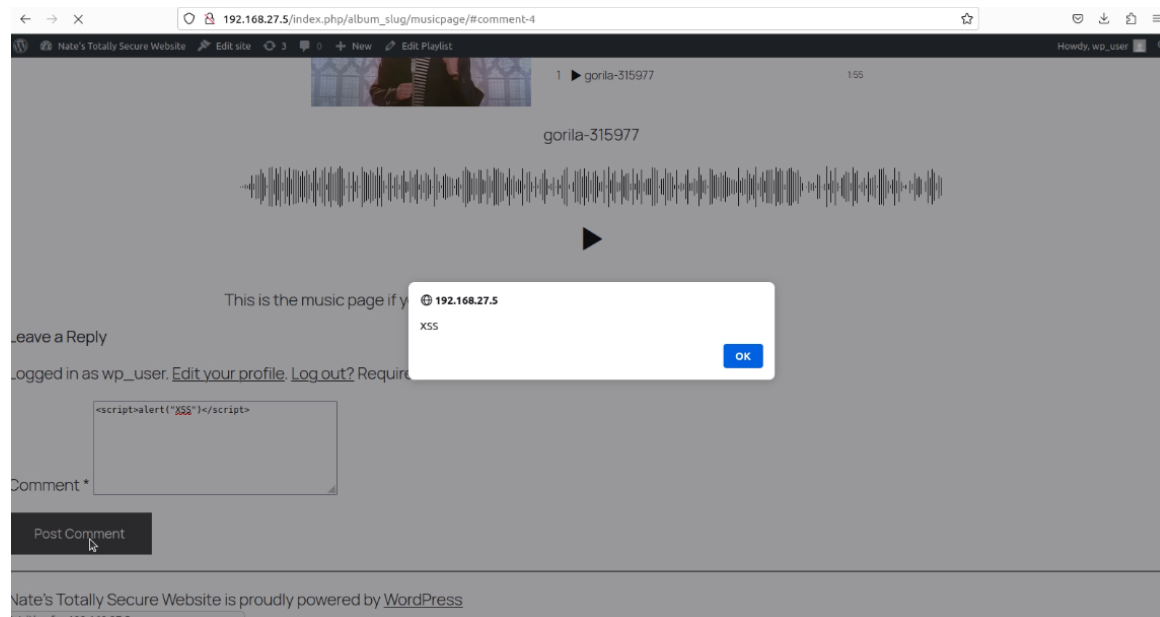 192.168.27.5/index.php/album_slug/musicpage/#comment-4
Nate's Totally Secure Website Edit site 3 0 New Edit Playlist Howdy, wp_user
1 gorila-315977 1:55
gorila-315977
This is the music page if y
192.168.27.5
XSS
OK
Leave a Reply
Logged in as wp_user. Edit your profile. Log out? Require
<script>alert("XSS")</script>
Comment *
Post Comment
Nate's Totally Secure Website is proudly powered by WordPress